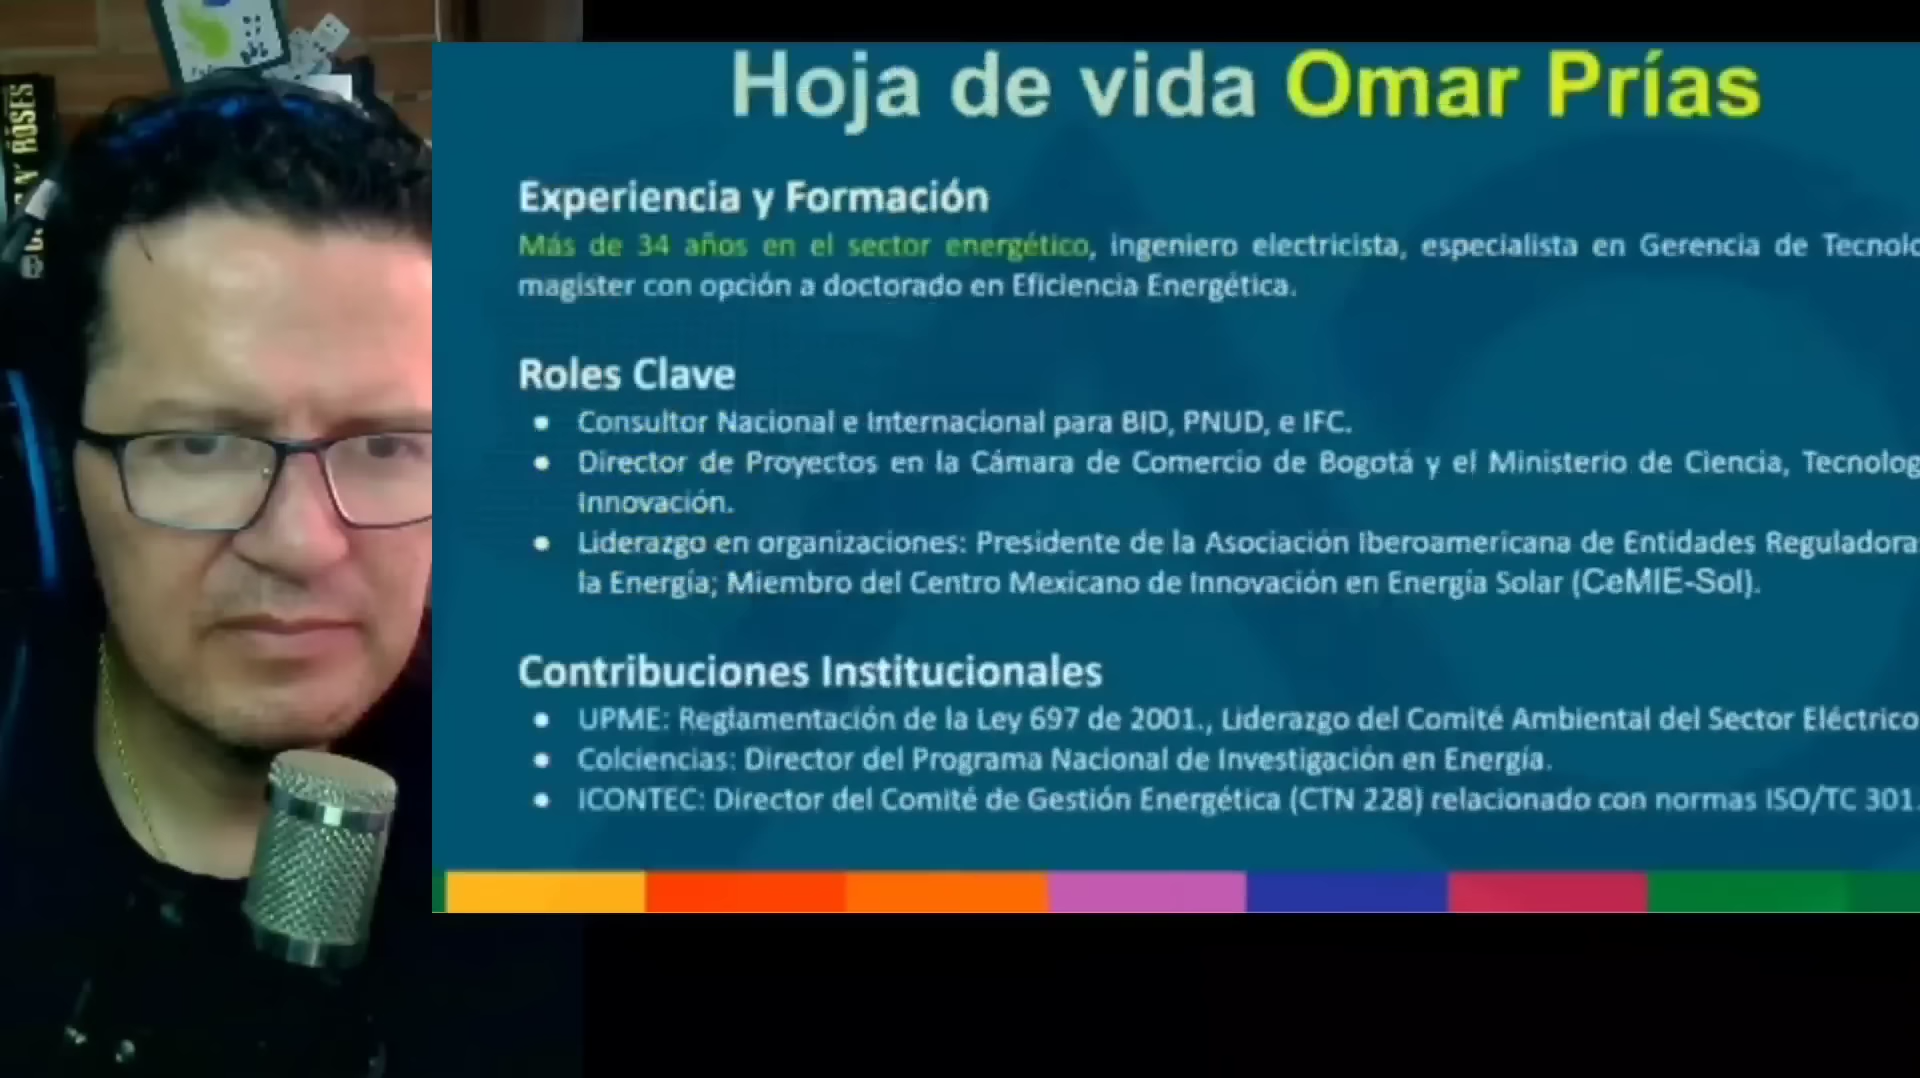 N' ROSES
Hoja de vida Omar Prías
Experiencia y Formación
Más de 34 años en el sector energético, ingeniero electricista, especialista en Gerencia de
magister con opción a doctorado en Eficiencia Energética.
Roles Clave
• Consultor Nacional e Internacional para BID, PNUD, e IFC.
• Director de Proyectos en la Cámara de Comercio de Bogotá y el Ministerio de Ciencia,
Innovación.
• Liderazgo en organizaciones: Presidente de la Asociación Iberoamericana de Entidades Reguladora
la Energía; Miembro del Centro Mexicano de Innovación en Energía Solar (CeMIE-Sol).
Contribuciones Institucionales
• UPME: Reglamentación de la Ley 697 de 2001., Liderazgo del Comité Ambiental del Sector Eléctrico
• Colciencias: Director del Programa Nacional de Investigación en Energía.
• ICONTEC: Director del Comité de Gestión Energética (CTN 228) relacionado con normas ISO/TC 301.